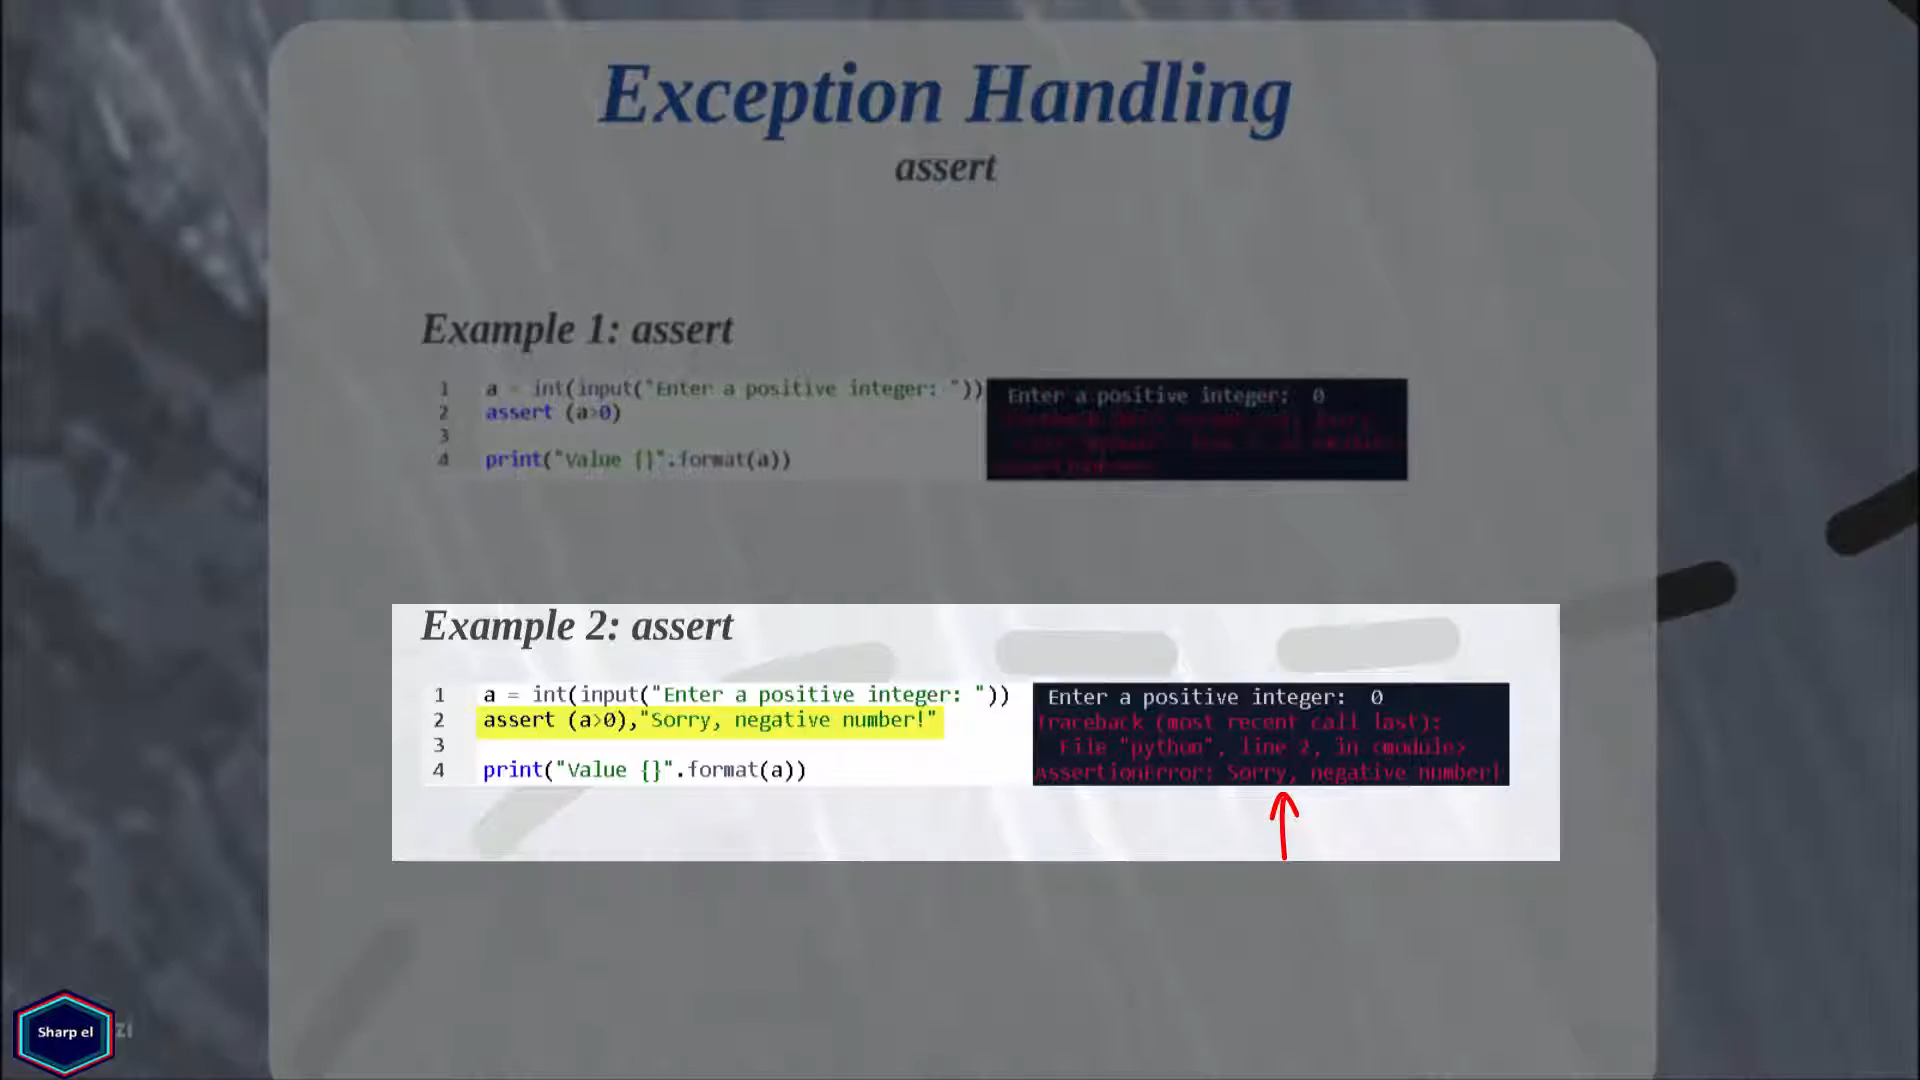 Exception Handling
assert
Example 1: assert
1 a = int(input("Enter a positive integer: "))
2 assert (a>0)
3
4 print("Value {}".format(a))
Enter a positive integer: 0
Example 2: assert
1 a = int(input("Enter a positive integer: "))
2 assert (a>0),"Sorry, negative number!"
3
4 print("Value {}".format(a))
Enter a positive integer: 0
Traceback (most recent call last):
File "python", line 2, in <module>
AssertionError: Sorry, negative number!
Sharp el